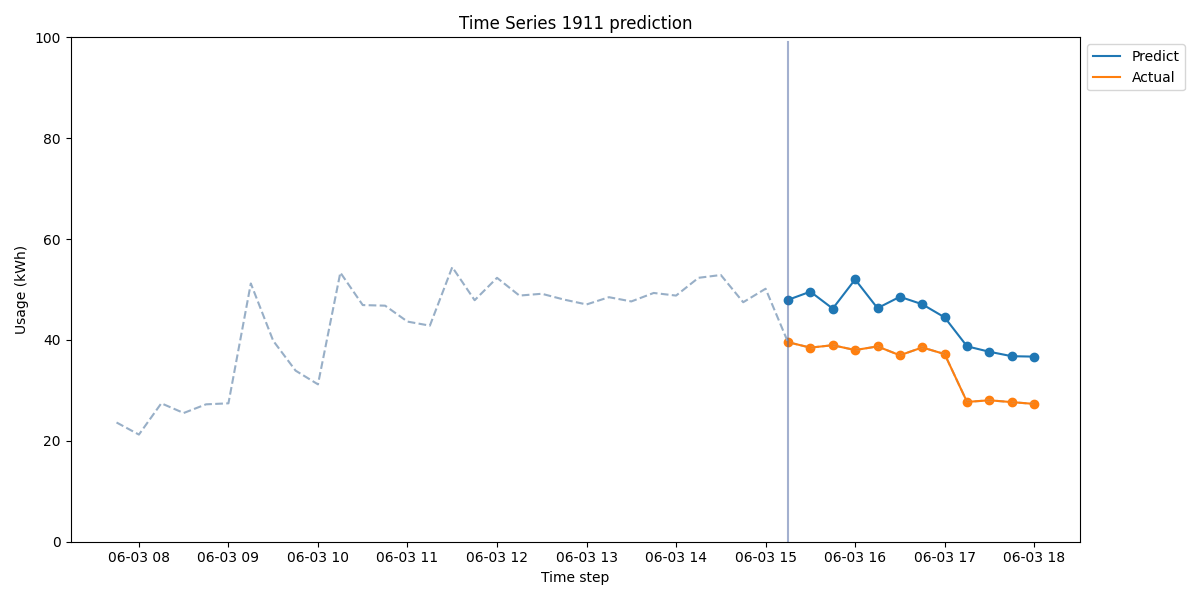 Time Series 1911 prediction
Predict
Actual
Usage (kWh)
100
80
60
40
20
0
06-03 08 06-03 09 06-03 10 06-03 11 06-03 12 06-03 13 06-03 14 06-03 15 06-03 16 06-03 17 06-03 18
Time step